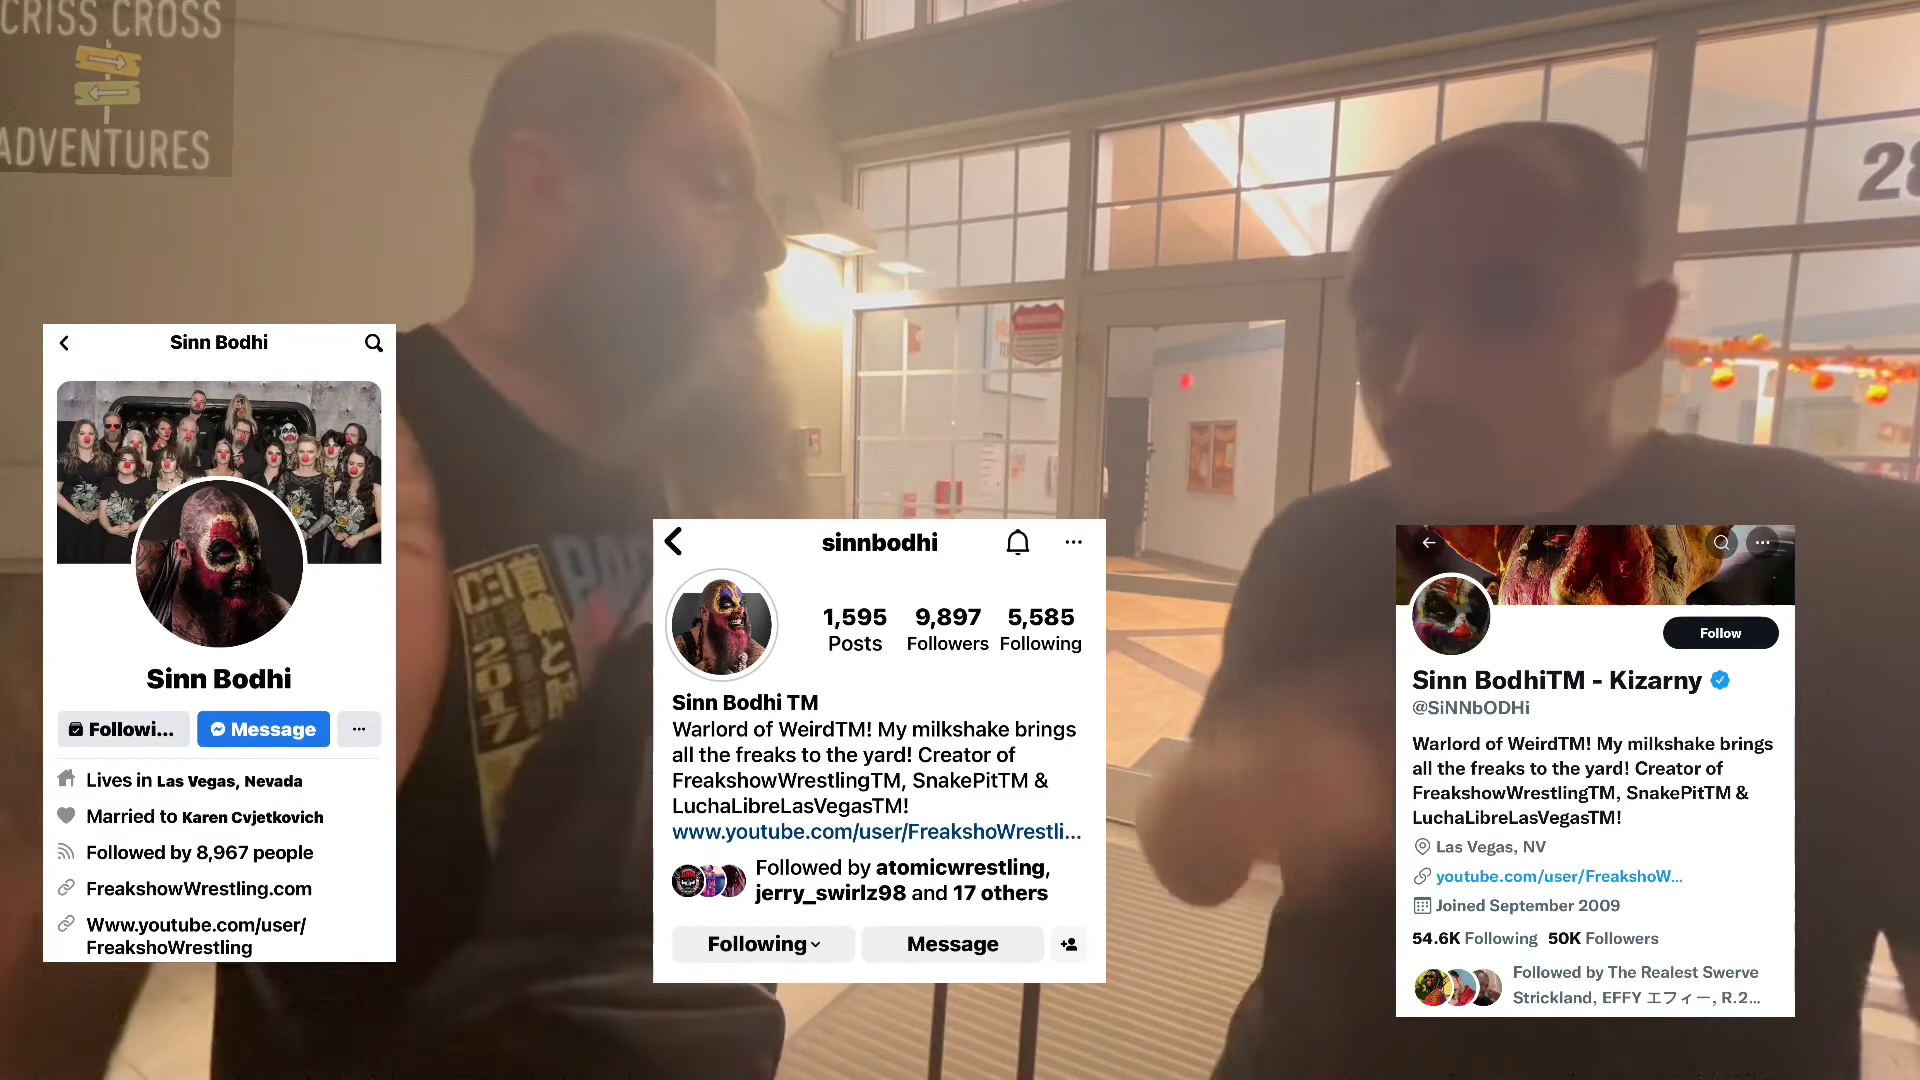 CRISS CROSS
ADVENTURES
28
Sinn Bodhi
Sinn Bodhi
Followi...
Message
Lives in Las Vegas, Nevada
Married to Karen Cvjetkovich
Followed by 8,967 people
FreakshowWrestling.com
Www.youtube.com/user/
FreakshoWrestling
2017
sinnbodhi
1,595 9,897 5,585
Posts Followers Following
Sinn Bodhi TM
Warlord of WeirdTM! My milkshake brings
all the freaks to the yard! Creator of
FreakshowWrestlingTM, SnakePitTM &
LuchaLibreLasVegasTM!
www.youtube.com/user/FreakshoWrestli...
Followed by atomicwrestling,
jerry_swirlz98 and 17 others
Following
Message
Follow
Sinn BodhiTM - Kizarny
@SiNNbODHi
Warlord of WeirdTM! My milkshake brings
all the freaks to the yard! Creator of
FreakshowWrestlingTM, SnakePitTM &
LuchaLibreLasVegasTM!
Las Vegas, NV
youtube.com/user/FreakshoW...
Joined September 2009
54.6K Following 50K Followers
Followed by The Realest Swerve
Strickland, EFFY エフィー, R.2...